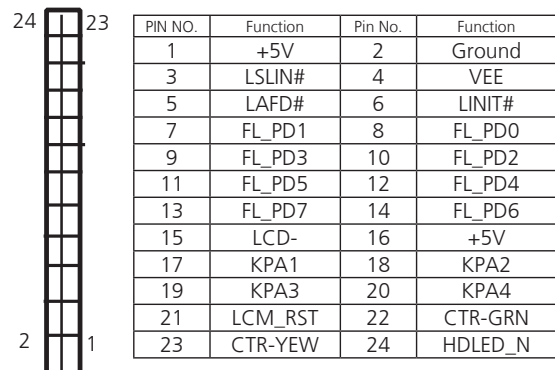 24 23
PIN NO. Function Pin No. Function
1 +5V 2 Ground
3 LSLIN# 4 VEE
5 LAFD# 6 LINIT#
7 FL_PD1 8 FL_PD0
9 FL_PD3 10 FL_PD2
11 FL_PD5 12 FL_PD4
13 FL_PD7 14 FL_PD6
15 LCD- 16 +5V
17 KPA1 18 KPA2
19 KPA3 20 KPA4
21 LCM_RST 22 CTR-GRN
23 CTR-YEW 24 HDLED_N
2 1